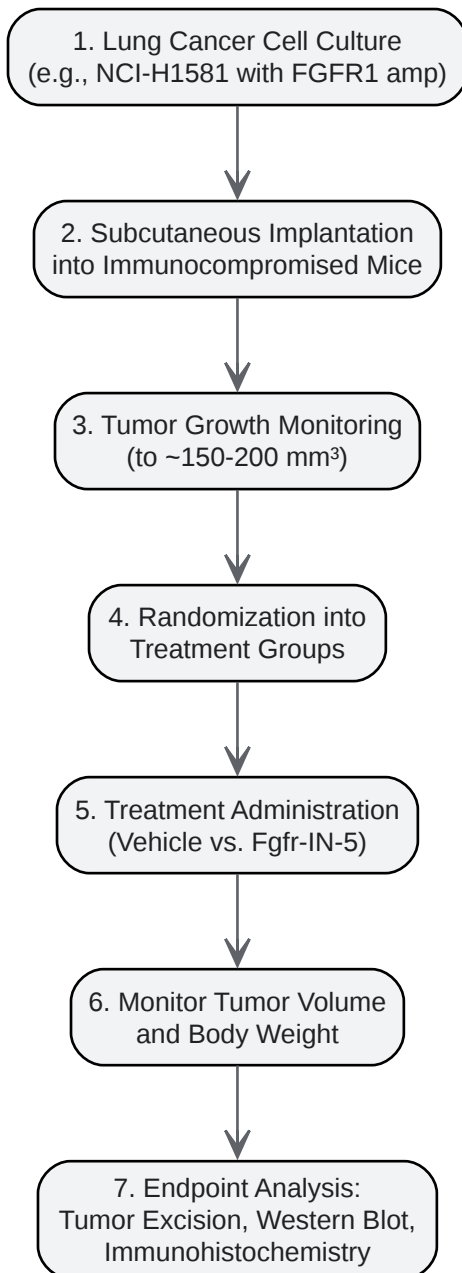 1. Lung Cancer Cell Culture
(e.g., NCI-H1581 with FGFR1 amp)
2. Subcutaneous Implantation
into Immunocompromised Mice
3. Tumor Growth Monitoring
(to ~150-200 mm³)
4. Randomization into
Treatment Groups
5. Treatment Administration
(Vehicle vs. Fgfr-IN-5)
6. Monitor Tumor Volume
and Body Weight
7. Endpoint Analysis:
Tumor Excision, Western Blot,
Immunohistochemistry